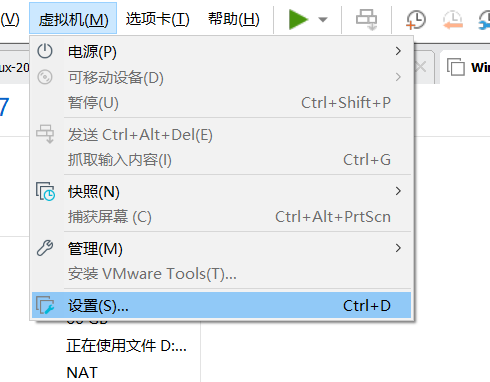 (V) 虚拟机(M) 选项卡(T) 帮助(H)
ux-20
Win
7
电源(P)
可移动设备(D)
暂停(U) Ctrl+Shift+P
发送 Ctrl+Alt+Del(E)
抓取输入内容(I) Ctrl+G
快照(N)
捕获屏幕 (C) Ctrl+Alt+PrtScn
管理(M)
安装 VMware Tools(T)...
设置(S)... Ctrl+D
正在使用文件 D:...
NAT